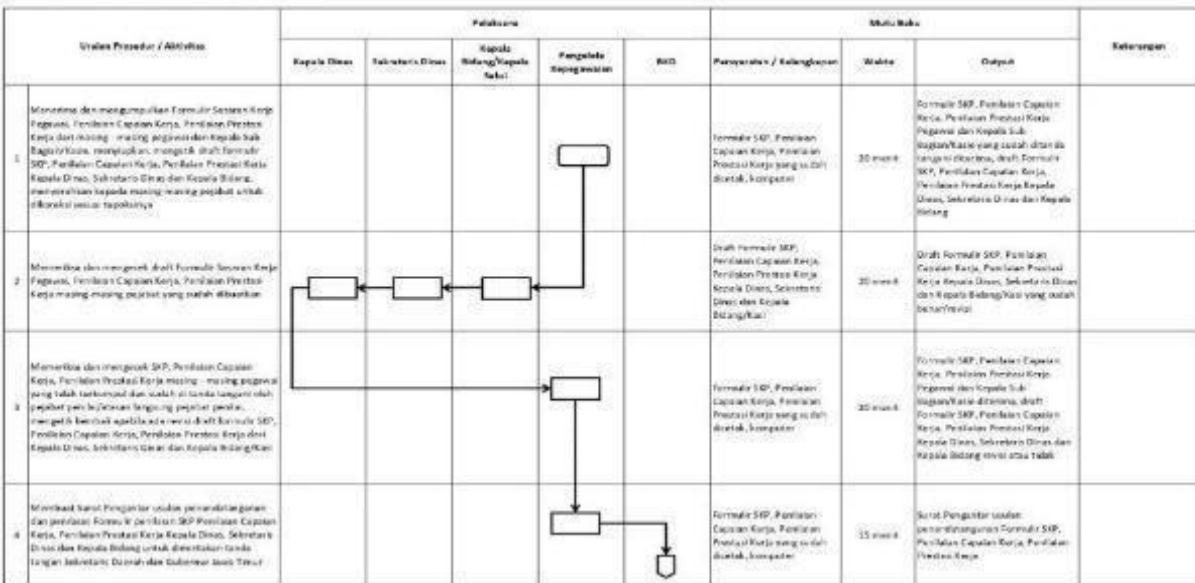 Uraian Prosedur / Aktivitas
Pelaksana
Mutu Baku
Keterangan
Kepala Dinas
Sekretaris Dinas
Kepala
Bidang/Kepala
Seksi
Pengelola
Kepegawaian
BKD
Persyaratan / Kelengkapan
Waktu
Output
1
Menerima dan mengumpulkan Formulir Sasaran Kerja
Pegawai, Penilaian Capaian Kerja, Penilaian Prestasi
Kerja dari masing - masing pegawai dan Kepala Sub
Bagian/Kasie, menyiapkan, mengetik draft formulir
SKP, Penilaian Capaian Kerja, Penilaian Prestasi Kerja
Kepala Dinas, Sekretaris Dinas dan Kepala Bidang,
menyerahkan kepada masing-masing pejabat untuk
dikoreksi sesuai tupoksinya
Formulir SKP, Penilaian
Capaian Kerja, Penilaian
Prestasi Kerja yang sudah
dicetak, komputer
30 menit
Formulir SKP, Penilaian Capaian
Kerja, Penilaian Prestasi Kerja
Pegawai dan Kepala Sub
Bagian/Kasie yang sudah ditanda
tangani diterima, draft Formulir
SKP, Penilaian Capaian Kerja,
Penilaian Prestasi Kerja Kepala
Dinas, Sekretaris Dinas dan Kepala
Bidang
2
Memeriksa dan mengecek draft Formulir Sasaran Kerja
Pegawai, Penilaian Capaian Kerja, Penilaian Prestasi
Kerja masing-masing pejabat yang sudah dibuatkan
Draft Formulir SKP,
Penilaian Capaian Kerja,
Penilaian Prestasi Kerja
Kepala Dinas, Sekretaris
Dinas dan Kepala
Bidang/Kasi
menit
Draft Formulir SKP, Penilaian
Capaian Kerja, Penilaian Prestasi
Kerja Kepala Dinas, Sekretaris Dinas
dan Kepala Bidang/Kasi yang sudah
benar/revisi
3
Memeriksa dan mengecek SKP, Penilaian Capaian
Kerja, Penilaian Prestasi Kerja masing - masing pegawai
yang telah terkumpul dan sudah di tanda tangani oleh
pejabat penilai/atasan langsung pejabat penilai,
mengetik kembali apabila ada revisi draft formulir SKP,
Penilaian Capaian Kerja, Penilaian Prestasi Kerja dari
Kepala Dinas, Sekretaris Dinas dan Kepala Bidang/Kasi
Formulir SKP, Penilaian
Capaian Kerja, Penilaian
Prestasi Kerja yang sudah
dicetak, komputer
menit
Formulir SKP, Penilaian Capaian
Kerja, Penilaian Prestasi Kerja
Pegawai dan Kepala Sub
Bagian/Kasie diterima, draft
Formulir SKP, Penilaian Capaian
Kerja, Penilaian Prestasi Kerja
Kepala Dinas, Sekretaris Dinas dan
Kepala Bidang revisi atau tidak
4
Membuat Surat Pengantar usulan penandatanganan
dan penilaian Formulir penilaian SKP Penilaian Capaian
Kerja, Penilaian Prestasi Kerja Kepala Dinas, Sekretaris
Dinas dan Kepala Bidang untuk dimintakan tanda
tangan Sekretaris Daerah dan Gubernur Jawa Timur
Formulir SKP, Penilaian
Capaian Kerja, Penilaian
Prestasi Kerja yang sudah
dicetak, komputer
15 menit
Surat Pengantar usulan
penandatanganan Formulir SKP,
Penilaian Capaian Kerja, Penilaian
Prestasi Kerja